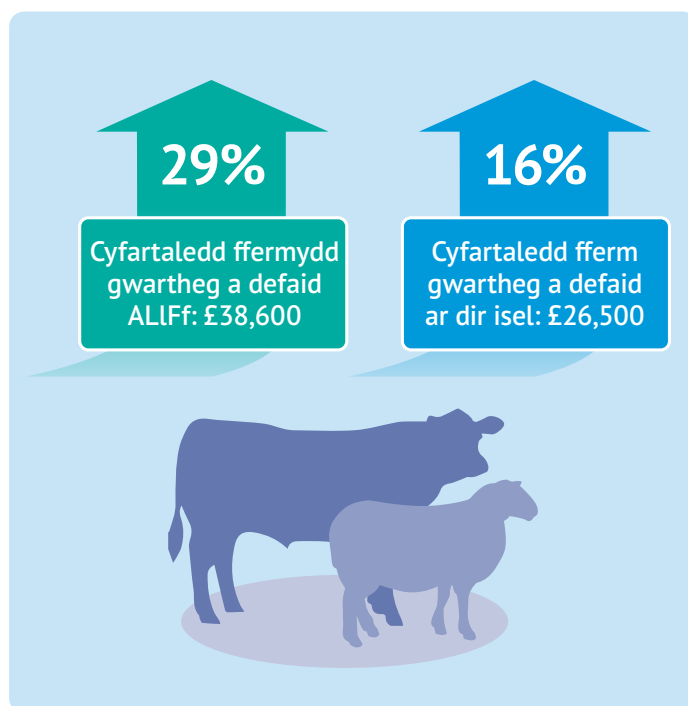 29%
Cyfartaledd ffermydd
gwartheg a defaid
ALlFf: £38,600
16%
Cyfartaledd fferm
gwartheg a defaid
ar dir isel: £26,500